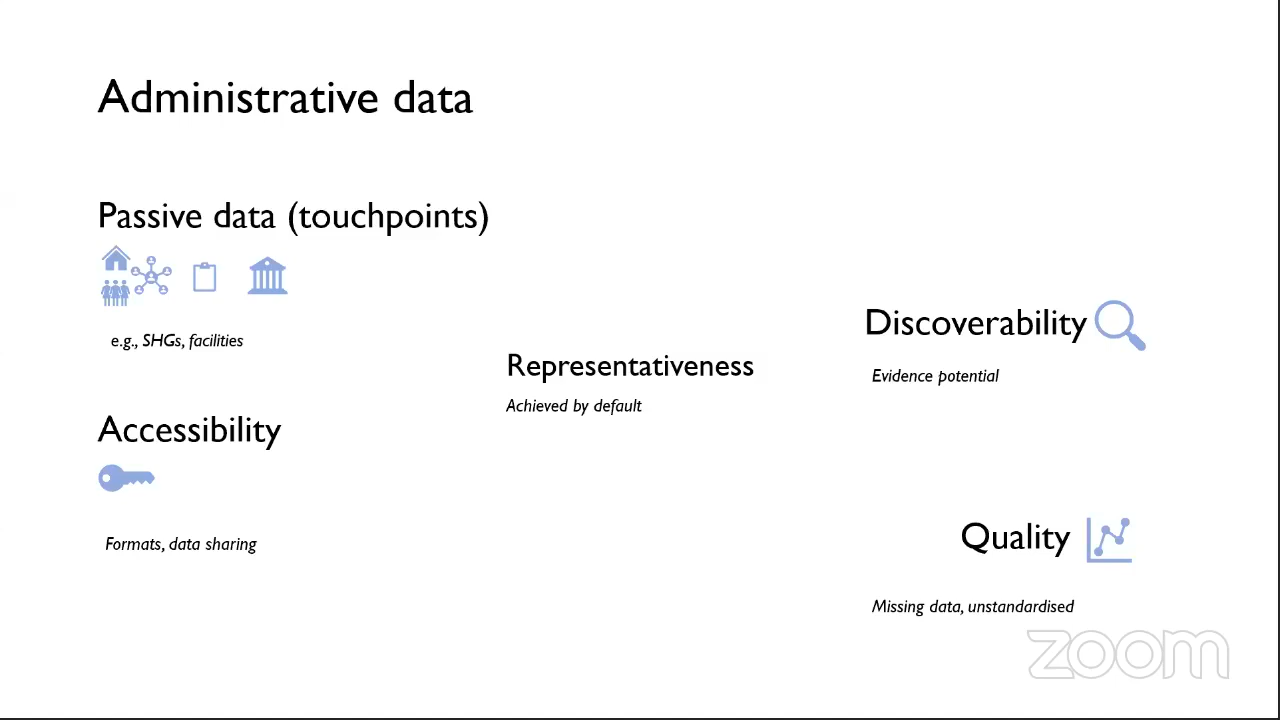 Administrative data
Passive data (touchpoints)
e.g., SHGs, facilities
Accessibility
Formats, data sharing
Representativeness
Achieved by default
Discoverability
Evidence potential
Quality
Missing data, unstandardised
zoom